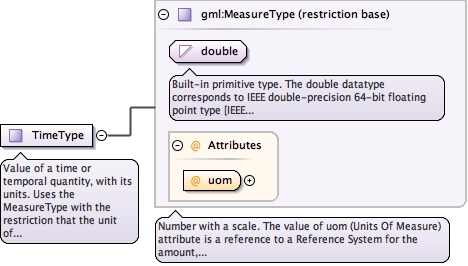 gml:MeasureType (restriction base)
double
Built-in primitive type. The double datatype
corresponds to IEEE double-precision 64-bit floating
point type [IEEE...
TimeType
Value of a time or
temporal quantity, with its
units. Uses the
MeasureType with the
restriction that the unit
of...
@ Attributes
@ uom
Number with a scale. The value of uom (Units Of Measure)
attribute is a reference to a Reference System for the
amount,...